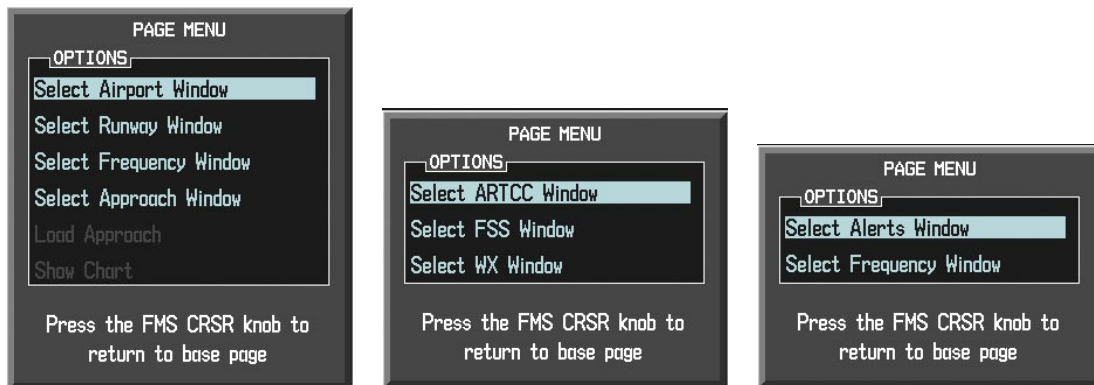 PAGE MENU
OPTIONS
Select Airport Window
Select Runway Window
Select Frequency Window
Select Approach Window
Load Approach
Show Chart
Press the FMS CRSR knob to
return to base page
PAGE MENU
OPTIONS
Select ARTCC Window
Select FSS Window
Select WX Window
Press the FMS CRSR knob to
return to base page
PAGE MENU
OPTIONS
Select Alerts Window
Select Frequency Window
Press the FMS CRSR knob to
return to base page